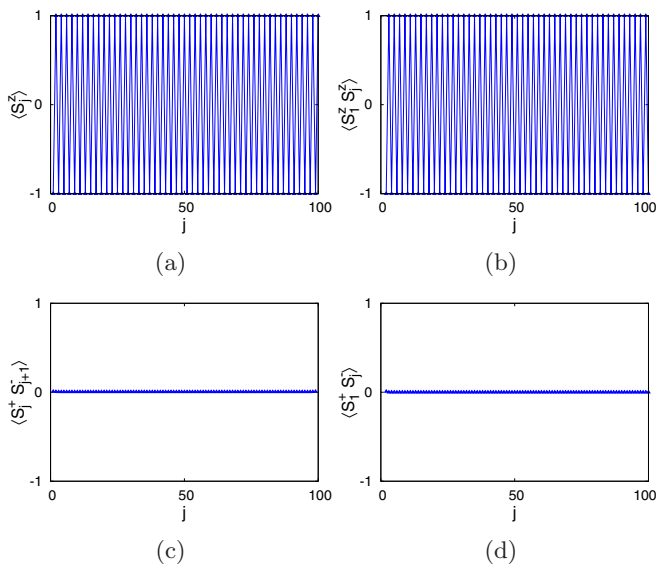 1 1
⟨S_j^z⟩ 0 ⟨S_1^z S_j^z⟩ 0
-1 -1
0 50 100 0 50 100
j j
(a) (b)
1 1
⟨S_j^+ S_{j+1}^-⟩ 0 ⟨S_1^+ S_j^-⟩ 0
-1 -1
0 50 100 0 50 100
j j
(c) (d)